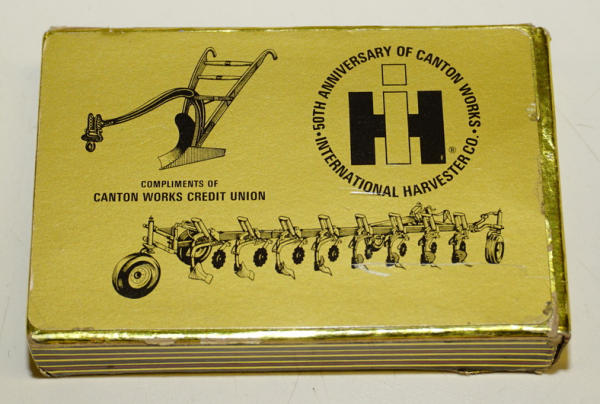 • 50TH ANNIVERSARY OF CANTON WORKS •
INTERNATIONAL HARVESTER CO.
IH ®
COMPLIMENTS OF
CANTON WORKS CREDIT UNION